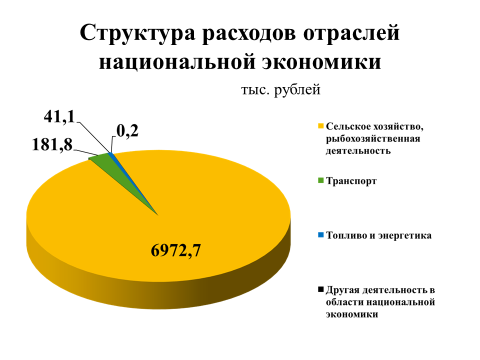 Структура расходов отраслей
национальной экономики
тыс. рублей
41,1
0,2
181,8
6972,7
Сельское хозяйство,
рыбохозяйственная
деятельность
Транспорт
Топливо и энергетика
Другая деятельность в
области национальной
экономики